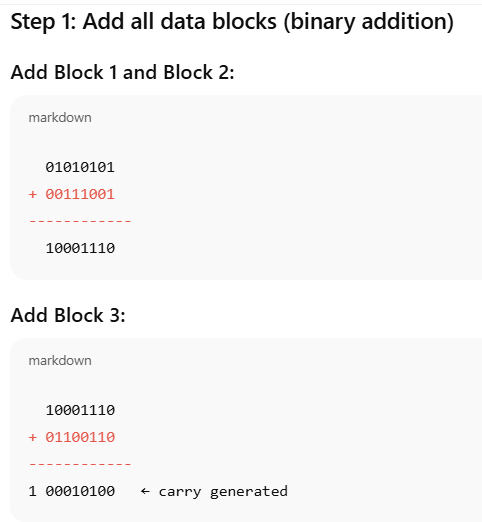 Step 1: Add all data blocks (binary addition)
Add Block 1 and Block 2:
markdown
01010101
+ 00111001
------------
10001110
Add Block 3:
markdown
10001110
+ 01100110
------------
1 00010100 ← carry generated